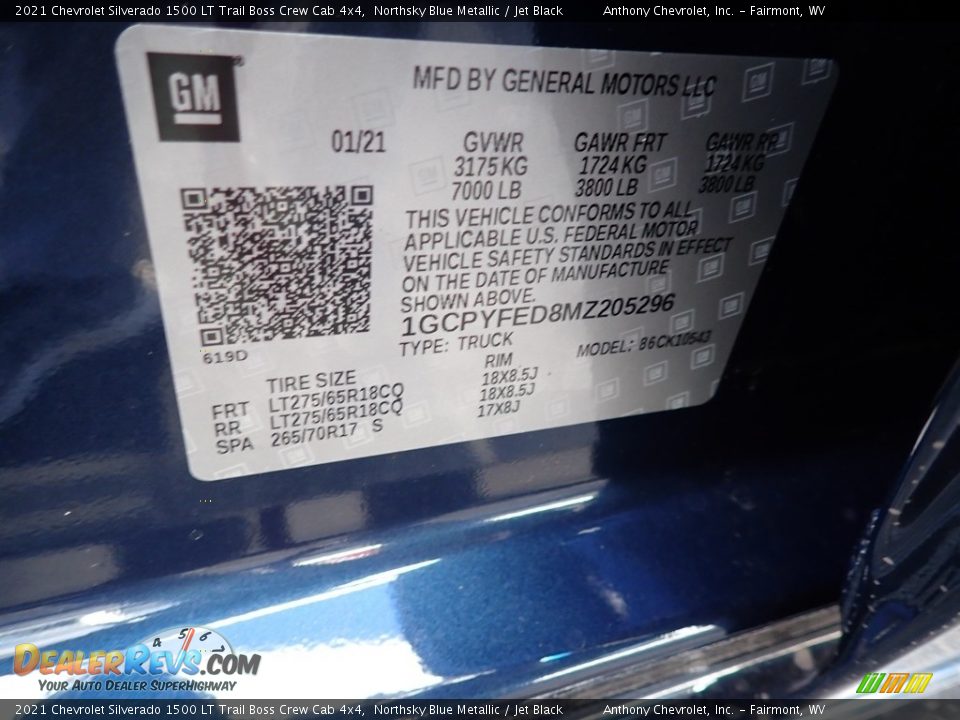 2021 Chevrolet Silverado 1500 LT Trail Boss Crew Cab 4x4, Northsky Blue Metallic / Jet Black Anthony Chevrolet, Inc. - Fairmont, WV
GM
MFD BY GENERAL MOTORS LLC
01/21 GVWR GAWR FRT GAWR RR
3175 KG 1724 KG 1724 KG
7000 LB 3800 LB 3800 LB
THIS VEHICLE CONFORMS TO ALL
APPLICABLE U.S. FEDERAL MOTOR
VEHICLE SAFETY STANDARDS IN EFFECT
ON THE DATE OF MANUFACTURE
SHOWN ABOVE.
1GCPYFED8MZ205296
619D
TYPE: TRUCK MODEL: 86CK10543
TIRE SIZE RIM
FRT LT275/65R18CQ 18X8.5J
RR LT275/65R18CQ 18X8.5J
SPA 265/70R17 S 17X8J
4 5 6
DEALERREVS.COM
YOUR AUTO DEALER SUPERHIGHWAY
2021 Chevrolet Silverado 1500 LT Trail Boss Crew Cab 4x4, Northsky Blue Metallic / Jet Black Anthony Chevrolet, Inc. - Fairmont, WV